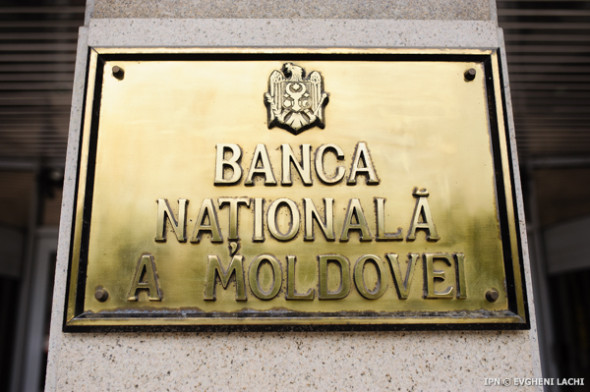 BANCA
NAȚIONALĂ
A MOLDOVEI
IPN © EVGHENI LACHI